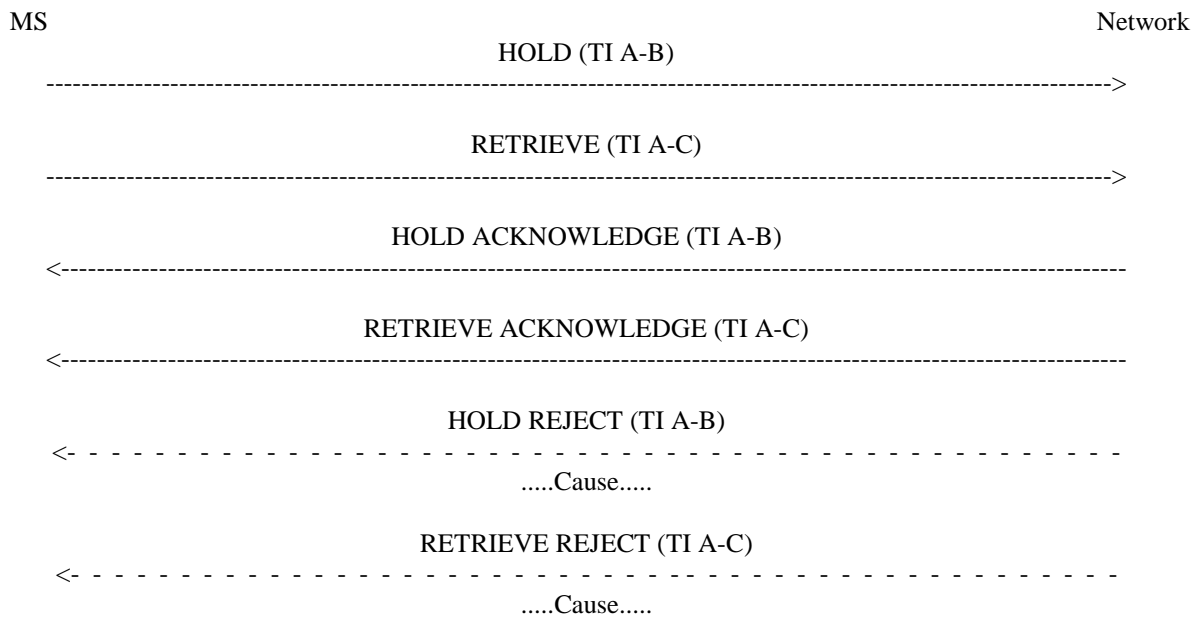 MS Network
HOLD (TI A-B)
RETRIEVE (TI A-C)
HOLD ACKNOWLEDGE (TI A-B)
RETRIEVE ACKNOWLEDGE (TI A-C)
HOLD REJECT (TI A-B)
.....Cause.....
RETRIEVE REJECT (TI A-C)
.....Cause.....